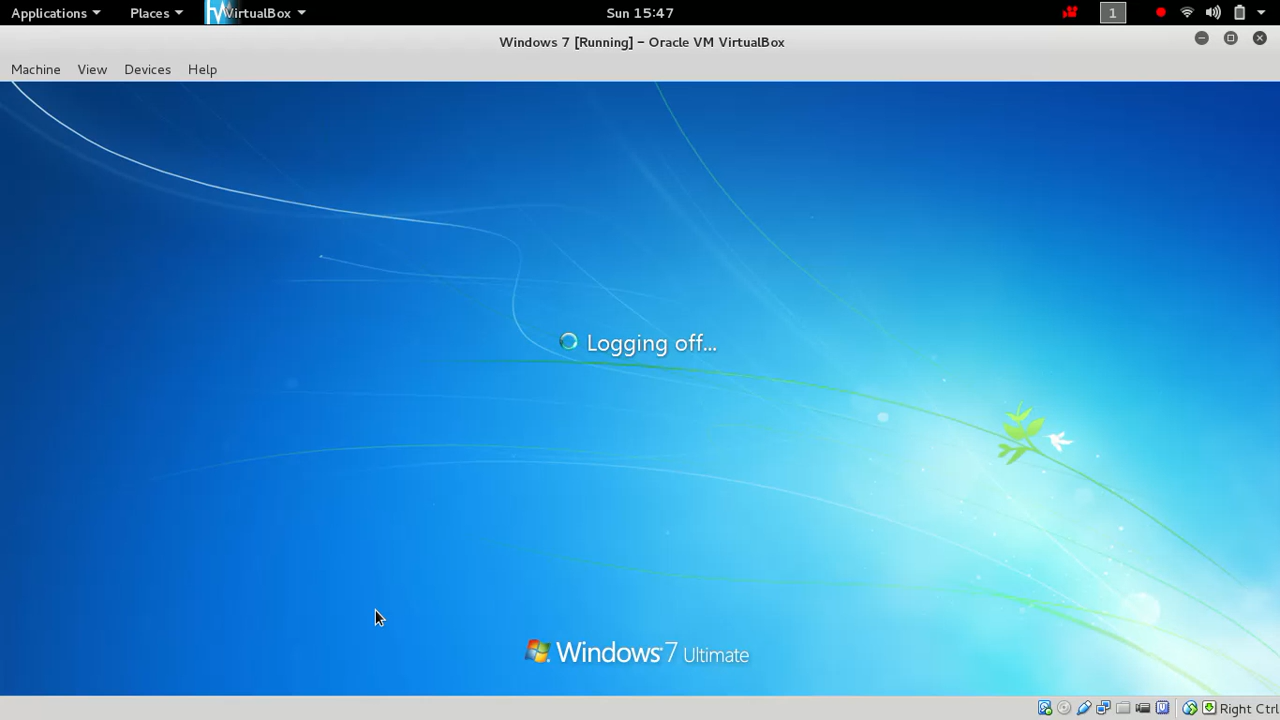 Applications Places VirtualBox Sun 15:47 1
Windows 7 [Running] – Oracle VM VirtualBox
Machine View Devices Help
Logging off...
Windows 7 Ultimate
Right Ctrl